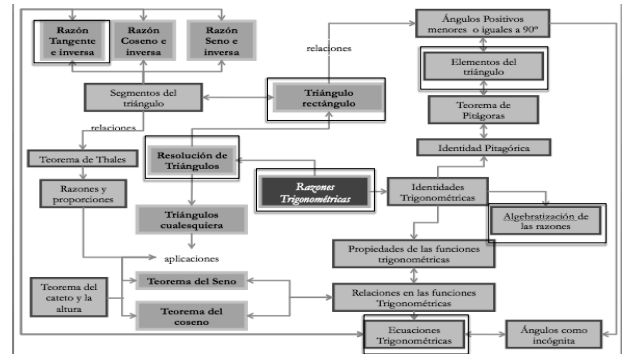 Razón
Tangente
e inversa
Razón
Coseno e
inversa
Razón
Seno e
inversa
relaciones
Ángulos Positivos
menores o iguales a 90º
Elementos del
triángulo
Segmentos del
triángulo
Triángulo
rectángulo
Teorema de
Pitágoras
relaciones
Identidad Pitagórica
Teorema de Thales
Resolución de
Triángulos
Razones y
proporciones
Razones
Trigonométricas
Identidades
Trigonométricas
Triángulos
cualesquiera
Algebratización de
las razones
Propiedades de las funciones
trigonométricas
aplicaciones
Teorema del
cateto y la
altura
Teorema del Seno
Teorema del
coseno
Relaciones en las funciones
Trigonométricas
Ecuaciones
Trigonométricas
Ángulos como
incógnita